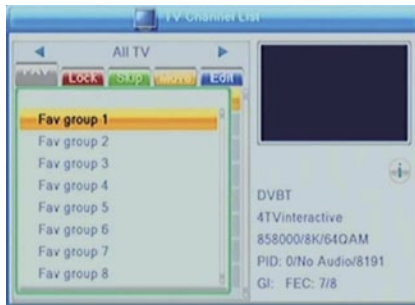 TV Channel List
All TV
FAV Lock Skip Move Edit
Fav group 1
Fav group 2
Fav group 3
Fav group 4
Fav group 5
Fav group 6
Fav group 7
Fav group 8
DVBT
4TVinteractive
858000/8K/64QAM
PID: 0/No Audio/8191
GI: FEC: 7/8